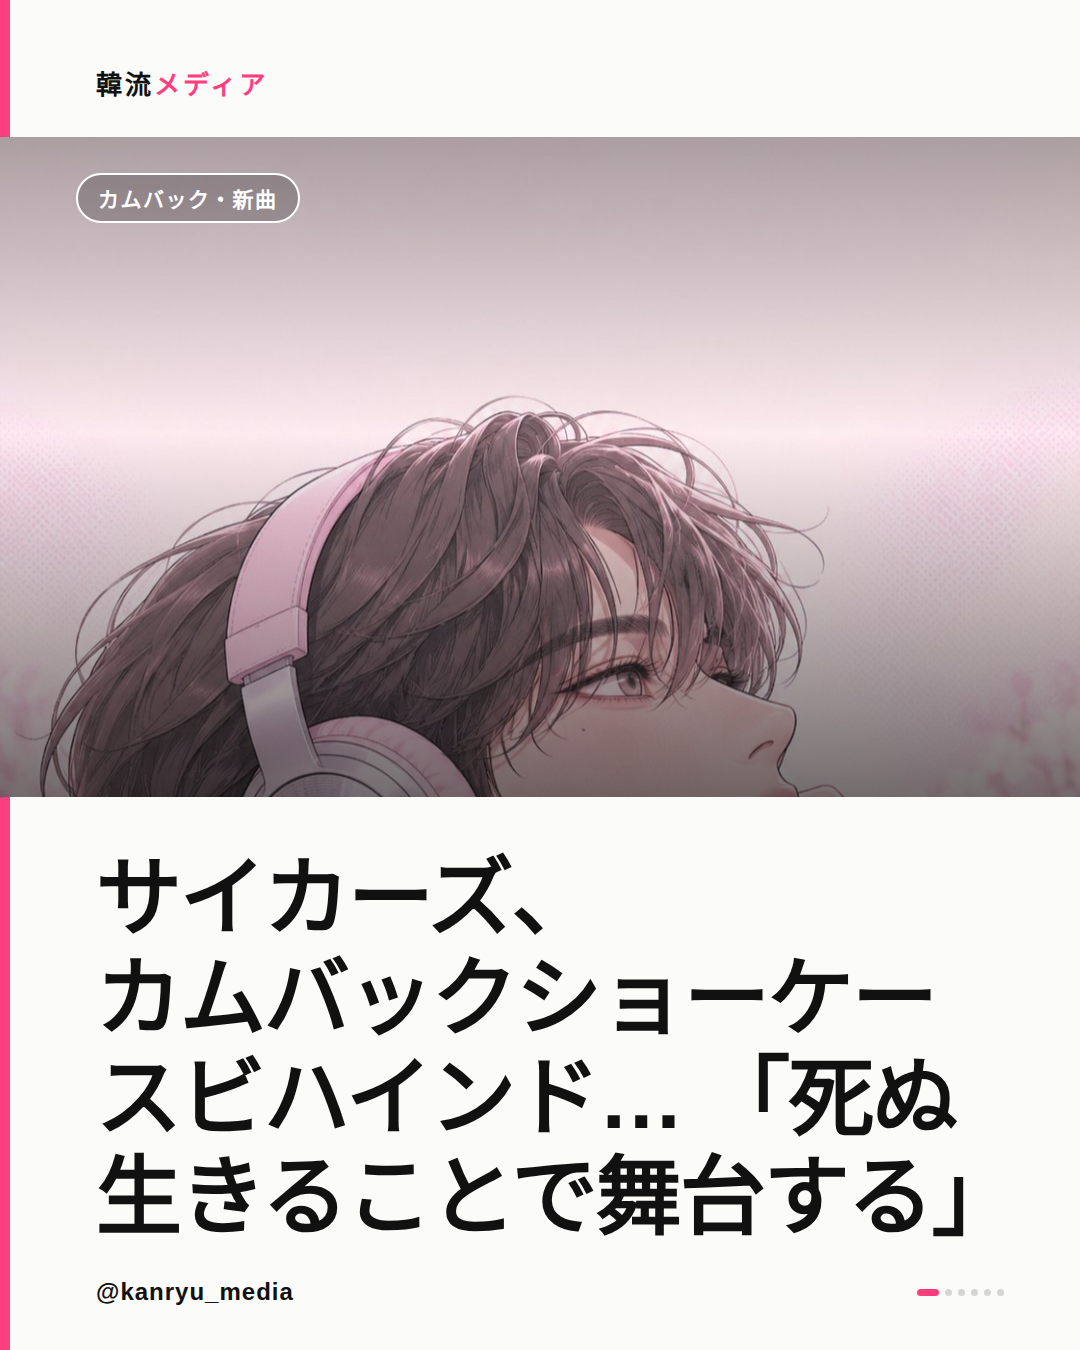 韓流メディア
カムバック・新曲
サイカーズ、
カムバックショーケー
スビハインド… 「死ぬ
生きることで舞台する」
@kanryu_media